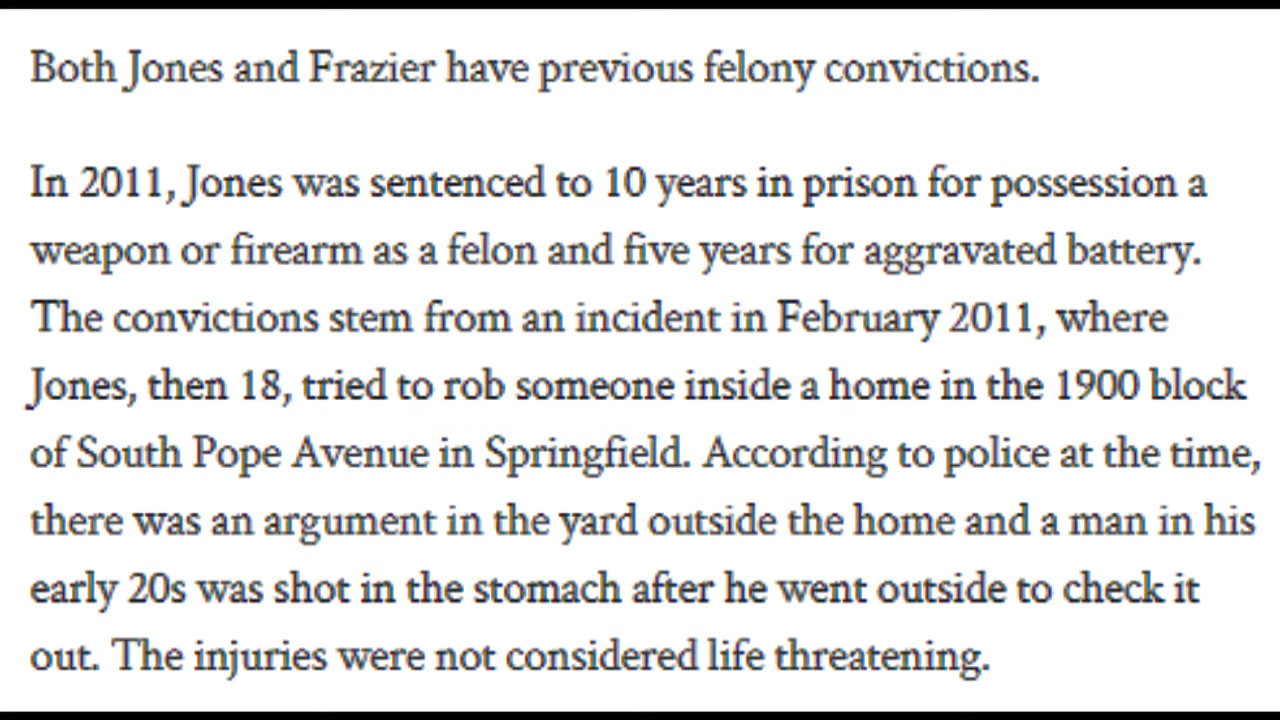 Both Jones and Frazier have previous felony convictions.
In 2011, Jones was sentenced to 10 years in prison for possession a
weapon or firearm as a felon and five years for aggravated battery.
The convictions stem from an incident in February 2011, where
Jones, then 18, tried to rob someone inside a home in the 1900 block
of South Pope Avenue in Springfield. According to police at the time,
there was an argument in the yard outside the home and a man in his
early 20s was shot in the stomach after he went outside to check it
out. The injuries were not considered life threatening.